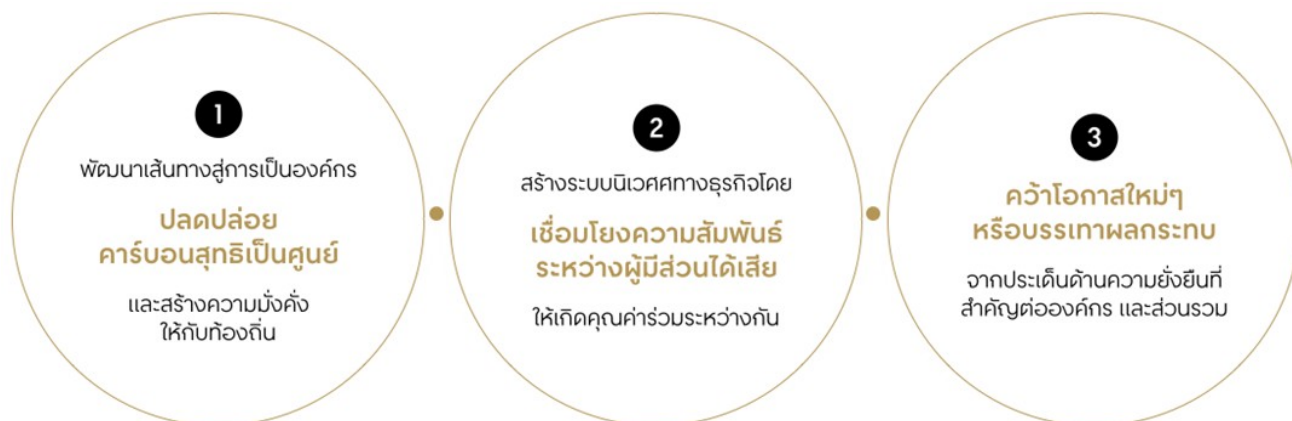 1
พัฒนาเส้นทางสู่การเป็นองค์กร
ปลดปล่อย
คาร์บอนสุทธิเป็นศูนย์
และสร้างความมั่งคั่ง
ให้กับท้องถิ่น
2
สร้างระบบนิเวศทางธุรกิจโดย
เชื่อมโยงความสัมพันธ์
ระหว่างผู้มีส่วนได้เสีย
ให้เกิดคุณค่าร่วมระหว่างกัน
3
คว้าโอกาสใหม่ๆ
หรือบรรเทาผลกระทบ
จากประเด็นด้านความยั่งยืนที่
สำคัญต่อองค์กร และส่วนรวม